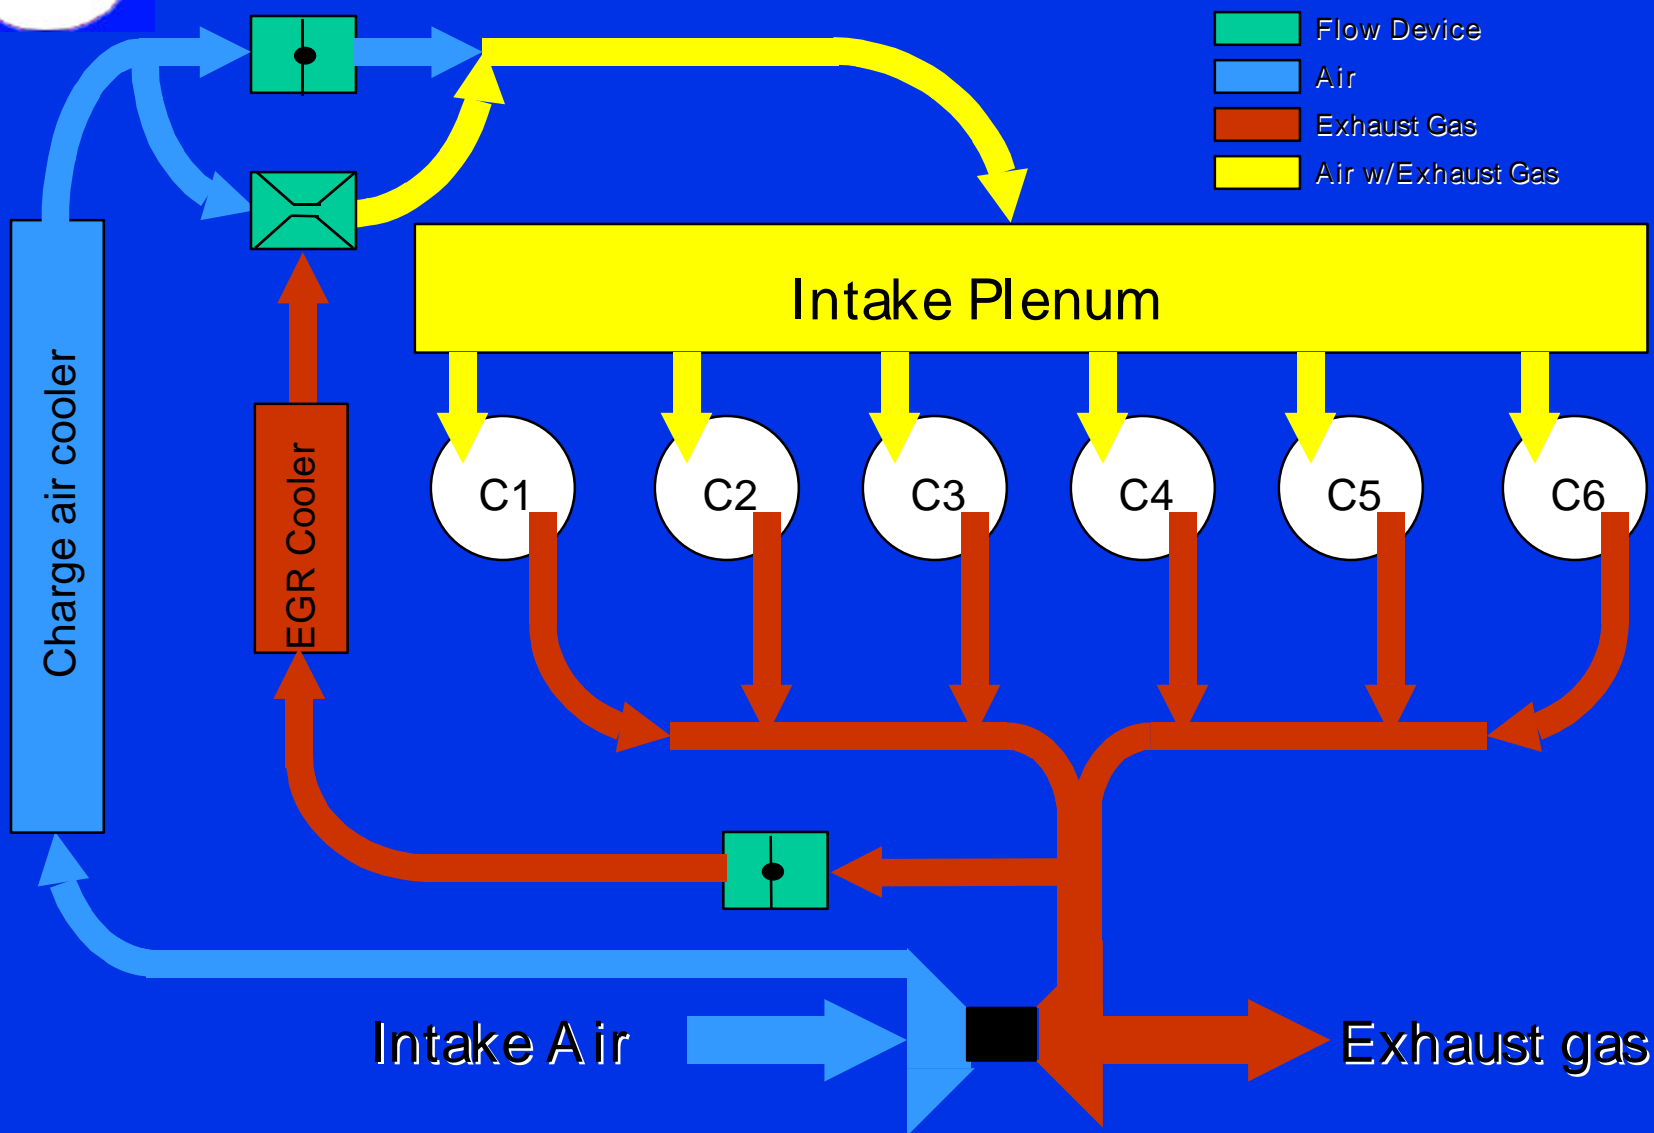 Flow Device
Air
Exhaust Gas
Air w/Exhaust Gas
Intake Plenum
Charge air cooler
EGR Cooler
C1
C2
C3
C4
C5
C6
Intake Air
Exhaust gas